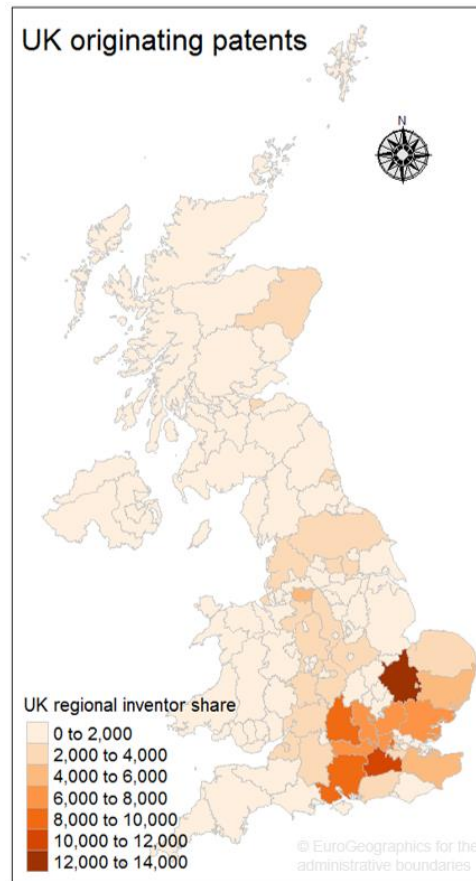 UK originating patents
N
UK regional inventor share
0 to 2,000
2,000 to 4,000
4,000 to 6,000
6,000 to 8,000
8,000 to 10,000
10,000 to 12,000
12,000 to 14,000
© EuroGeographics for the
administrative boundaries